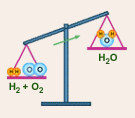 H H O O
H₂ + O₂
H H
O
H₂O